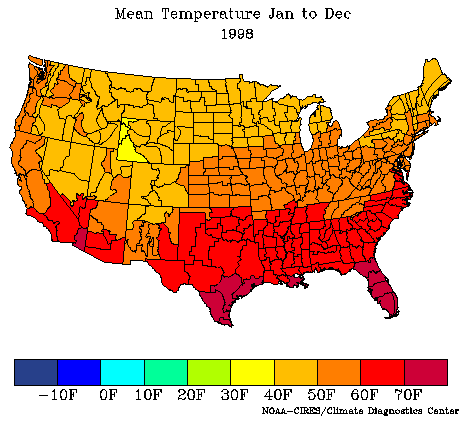 Mean Temperature Jan to Dec
1998
-10F 0F 10F 20F 30F 40F 50F 60F 70F
NOAA-CIRES/Climate Diagnostics Center